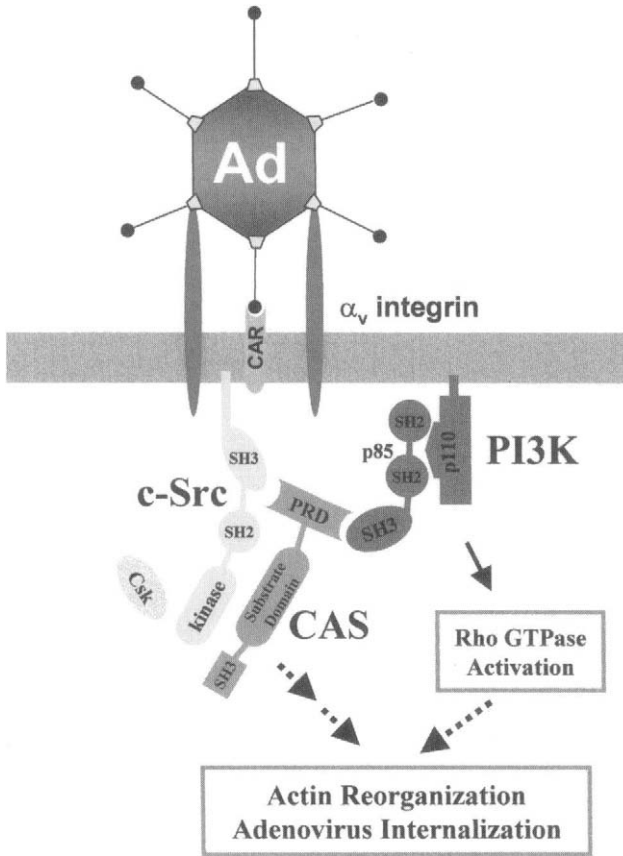 Ad
αv integrin
CAR
SH2
p85
SH2
p110
PI3K
SH3
c-Src
PRD
SH3
SH2
Csk
kinase
Substrate
Domain
CAS
SH3
Rho GTPase
Activation
Actin Reorganization
Adenovirus Internalization